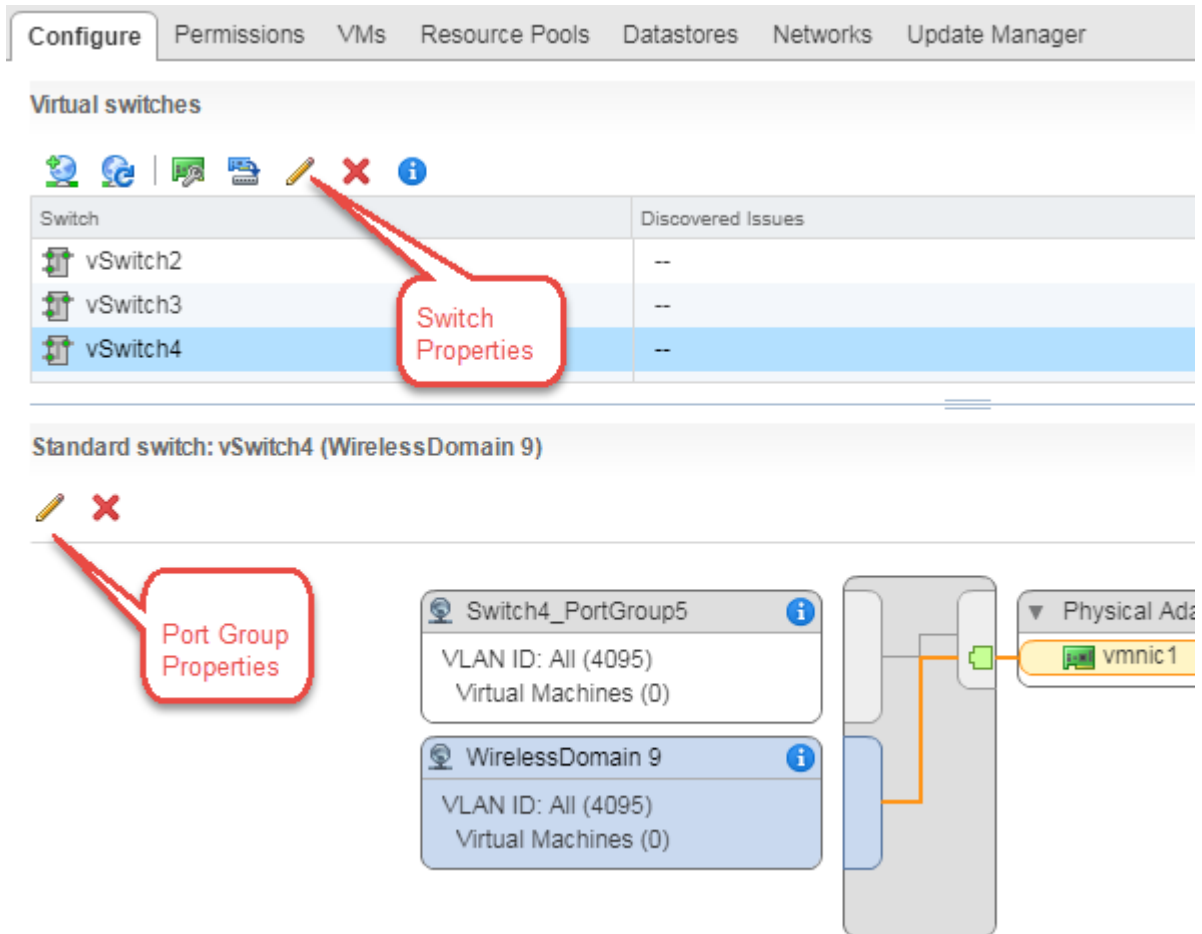 Configure Permissions VMs Resource Pools Datastores Networks Update Manager
Virtual switches
Switch Discovered Issues
vSwitch2 --
vSwitch3 --
vSwitch4 --
Switch
Properties
Standard switch: vSwitch4 (WirelessDomain 9)
Port Group
Properties
Switch4_PortGroup5
VLAN ID: All (4095)
Virtual Machines (0)
WirelessDomain 9
VLAN ID: All (4095)
Virtual Machines (0)
Physical Ada
vmnic1